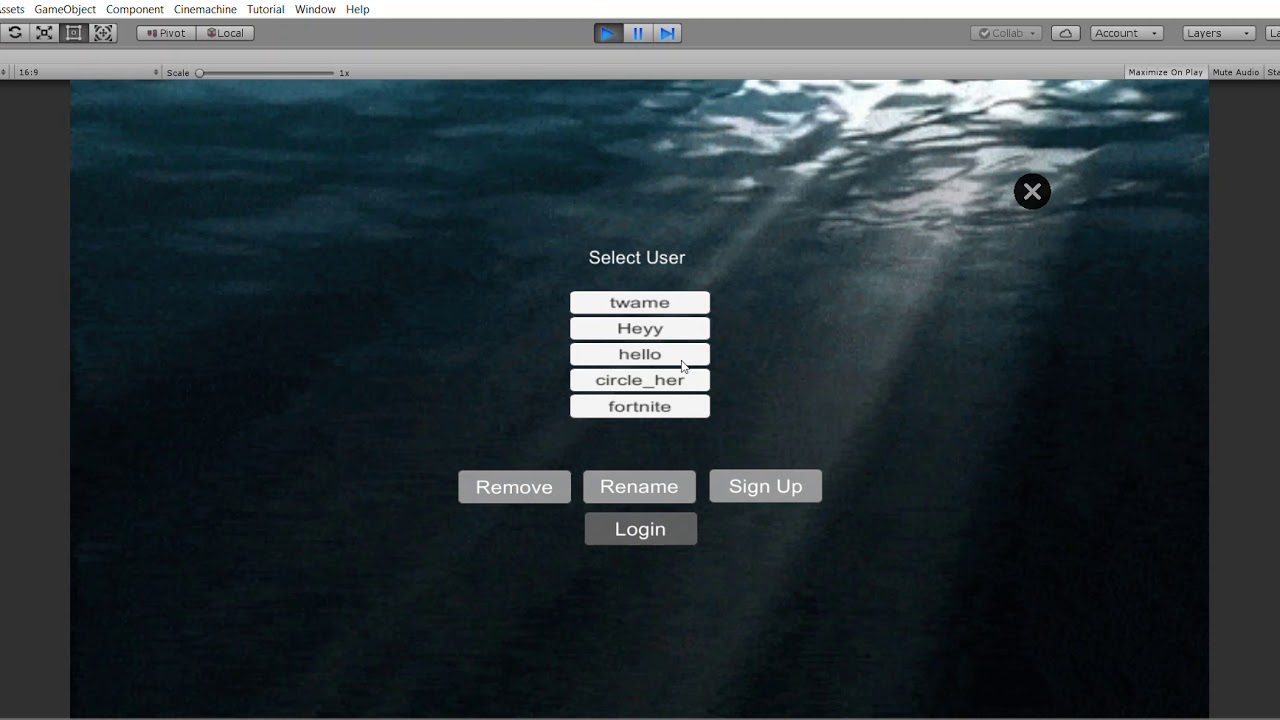 ssets GameObject Component Cinemachine Tutorial Window Help
Pivot Local Collab Account Layers La
16:9 Scale 1x Maximize On Play Mute Audio Sta
Select User
twame
Heyy
hello
circle_her
fortnite
Remove Rename Sign Up
Login